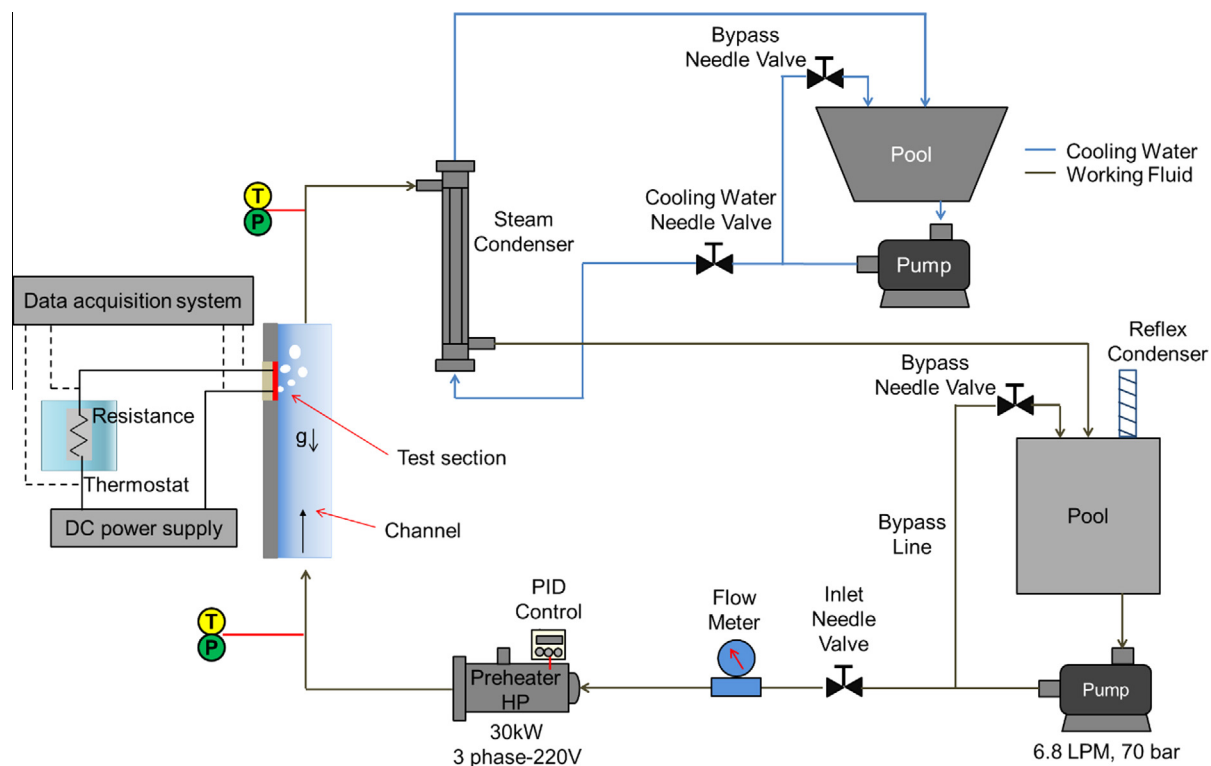 Bypass
Needle Valve
Pool
Cooling Water
Working Fluid
T
P
Steam
Condenser
Cooling Water
Needle Valve
Pump
Data acquisition system
Reflex
Condenser
Bypass
Needle Valve
Resistance
g
Test section
Thermostat
DC power supply
Channel
Bypass
Line
Pool
T
P
PID
Control
Flow
Meter
Inlet
Needle
Valve
Preheater
HP
Pump
30kW
3 phase-220V
6.8 LPM, 70 bar